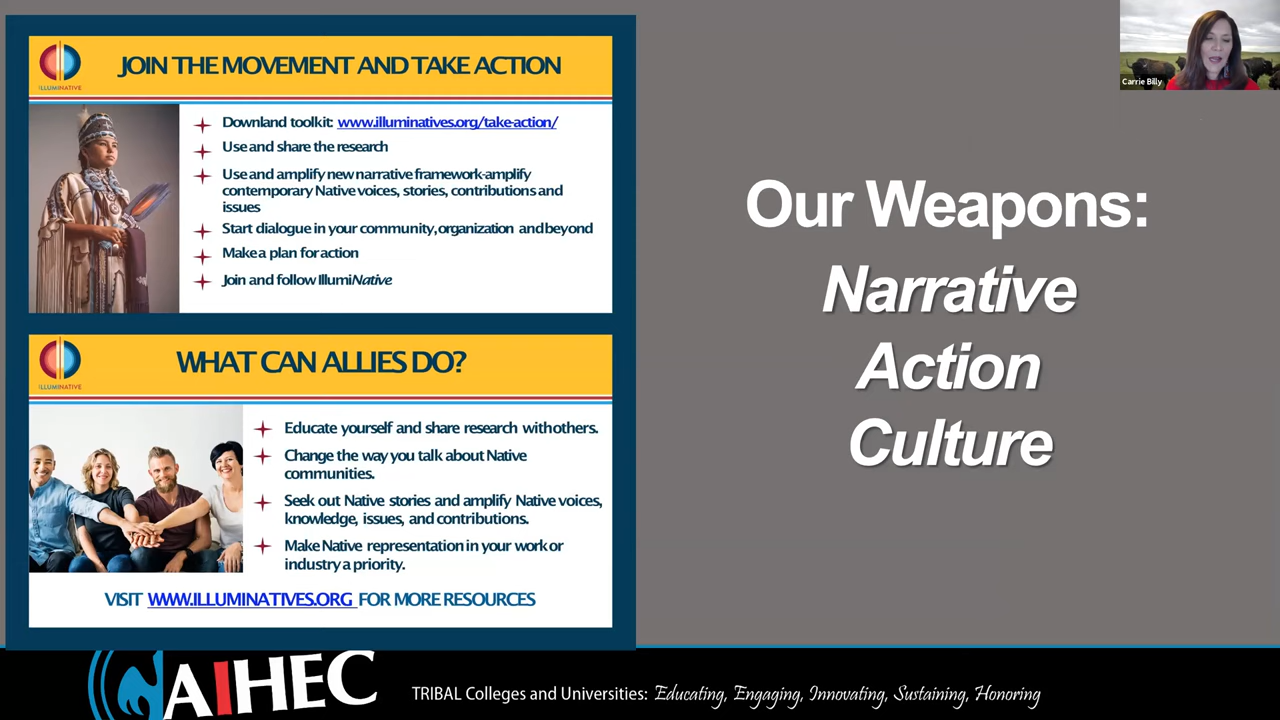 JOIN THE MOVEMENT AND TAKE ACTION
ILLUMINATIVE
Downland toolkit: www.illuminatives.org/take-action/
Use and share the research
Use and amplify new narrative framework-amplify
contemporary Native voices, stories, contributions and
issues
Start dialogue in your community, organization and beyond
Make a plan for action
Join and follow IllumiNative
WHAT CAN ALLIES DO?
ILLUMINATIVE
Educate yourself and share research with others.
Change the way you talk about Native
communities.
Seek out Native stories and amplify Native voices,
knowledge, issues, and contributions.
Make Native representation in your work or
industry a priority.
VISIT WWW.ILLUMINATIVES.ORG FOR MORE RESOURCES
Our Weapons:
Narrative
Action
Culture
Carrie Billy
AIHEC
TRIBAL Colleges and Universities: Educating, Engaging, Innovating, Sustaining, Honoring